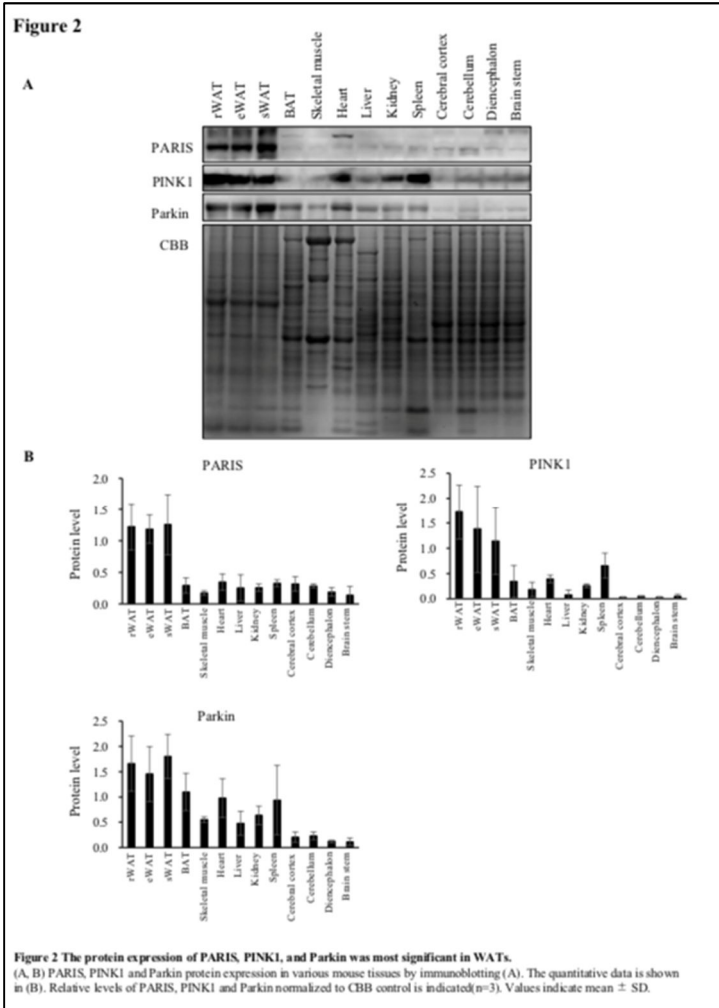 Figure 2
A
rWAT
eWAT
sWAT
BAT
Skeletal muscle
Heart
Liver
Kidney
Spleen
Cerebral cortex
Cerebellum
Diencephalon
Brain stem
PARIS
PINK1
Parkin
CBB
B
PARIS
Protein level
2.0
1.5
1.0
0.5
0.0
rWAT
eWAT
sWAT
BAT
Skeletal muscle
Heart
Liver
Kidney
Spleen
Cerebral cortex
Cerebellum
Diencephalon
Brain stem
PINK1
Protein level
2.5
2.0
1.5
1.0
0.5
0.0
rWAT
eWAT
sWAT
BAT
Skeletal muscle
Heart
Liver
Kidney
Spleen
Cerebral cortex
Cerebellum
Diencephalon
Brain stem
Parkin
Protein level
2.5
2.0
1.5
1.0
0.5
0.0
rWAT
eWAT
sWAT
BAT
Skeletal muscle
Heart
Liver
Kidney
Spleen
Cerebral cortex
Cerebellum
Diencephalon
Brain stem
Figure 2 The protein expression of PARIS, PINK1, and Parkin was most significant in WATs.
(A, B) PARIS, PINK1 and Parkin protein expression in various mouse tissues by immunoblotting (A). The quantitative data is shown
in (B). Relative levels of PARIS, PINK1 and Parkin normalized to CBB control is indicated(n=3). Values indicate mean ± SD.